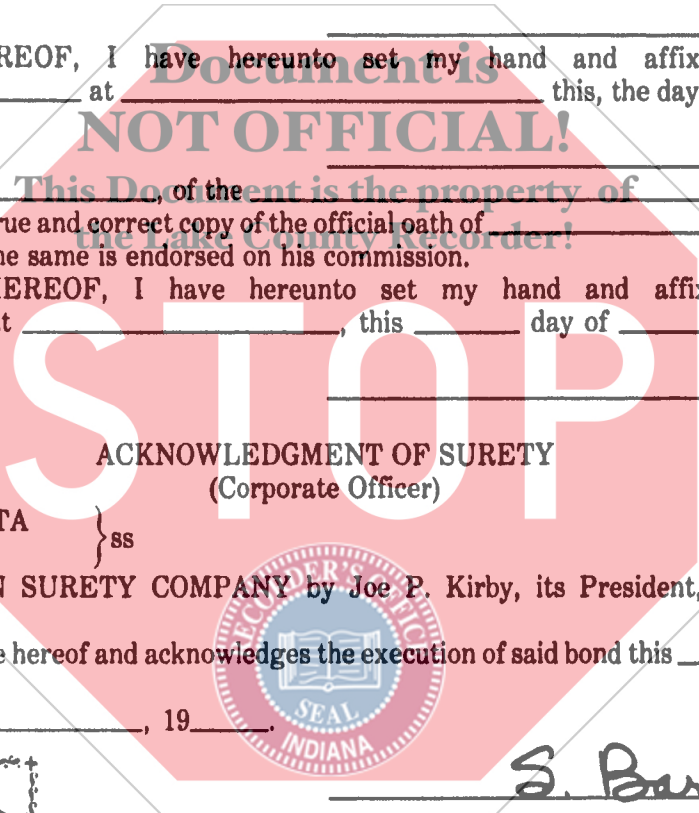 REOF, I have hereunto set my hand and affix
at this, the day
Document is
NOT OFFICIAL!
This Document is the property of
the Lake County Recorder!
, of the
rue and correct copy of the official oath of
he same is endorsed on his commission.
HEREOF, I have hereunto set my hand and affix
at , this day of
STOP
ACKNOWLEDGMENT OF SURETY
(Corporate Officer)
TA }ss
N SURETY COMPANY by Joe P. Kirby, its President,
e hereof and acknowledges the execution of said bond this
, 19 .
RECORDER'S OFFICE
SEAL
INDIANA
S. Bas